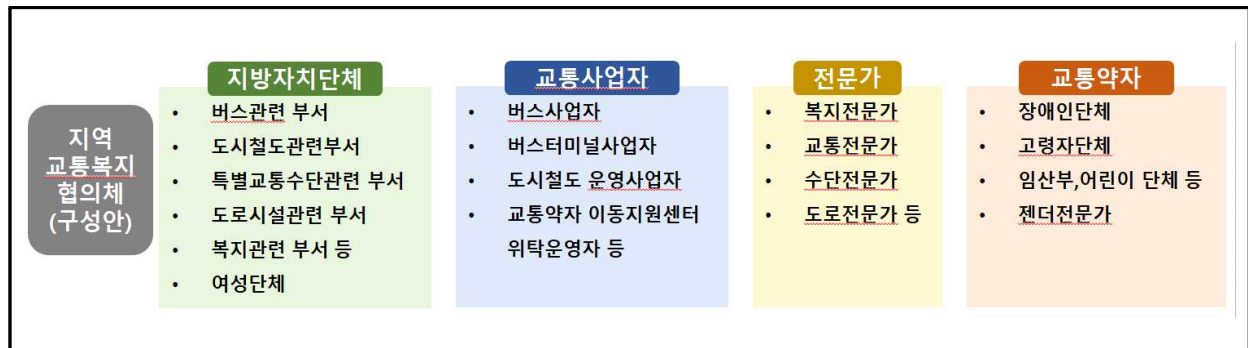 지역
교통복지
협의체
(구성안)
지방자치단체
• 버스관련 부서
• 도시철도관련부서
• 특별교통수단관련 부서
• 도로시설관련 부서
• 복지관련 부서 등
• 여성단체
교통사업자
• 버스사업자
• 버스터미널사업자
• 도시철도 운영사업자
• 교통약자 이동지원센터
위탁운영자 등
전문가
• 복지전문가
• 교통전문가
• 수단전문가
• 도로전문가 등
교통약자
• 장애인단체
• 고령자단체
• 임산부,어린이 단체 등
• 젠더전문가